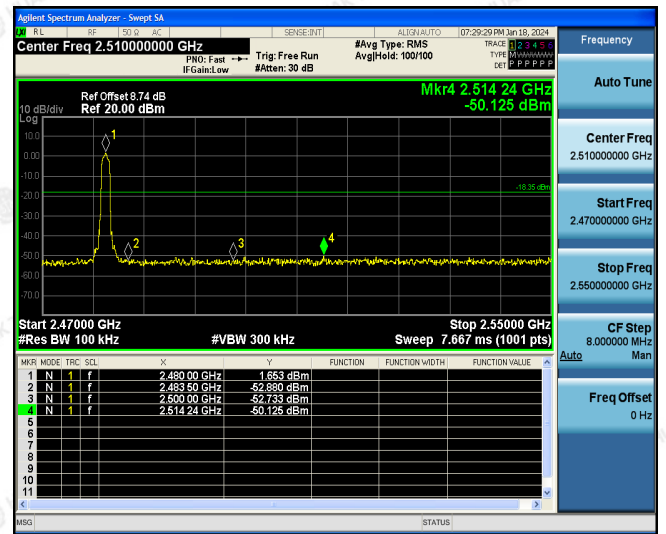 Agilent Spectrum Analyzer - Swept SA
LXI RL RF 50 Ω AC SENSE:INT ALIGN AUTO 07:29:29 PM Jan 18, 2024
Center Freq 2.510000000 GHz
PNO: Fast
IFGain:Low
Trig: Free Run
#Atten: 30 dB
#Avg Type: RMS
Avg|Hold: 100/100
TRACE 1 2 3 4 5 6
TYPE M W W W W W
DET P P P P P P
Mkr4 2.514 24 GHz
-50.125 dBm
Ref Offset 8.74 dB
10 dB/div Ref 20.00 dBm
Log
10.0
0.00
-10.0
-20.0
-30.0
-40.0
-50.0
-60.0
-70.0
1
2
3
4
-18.35 dBm
Start 2.47000 GHz Stop 2.55000 GHz
#Res BW 100 kHz #VBW 300 kHz Sweep 7.667 ms (1001 pts)
MKR MODE TRC SCL X Y FUNCTION FUNCTION WIDTH FUNCTION VALUE
1 N 1 f 2.480 00 GHz 1.653 dBm
2 N 1 f 2.483 50 GHz -52.880 dBm
3 N 1 f 2.500 00 GHz -52.733 dBm
4 N 1 f 2.514 24 GHz -50.125 dBm
5
6
7
8
9
10
11
MSG STATUS
Frequency
Auto Tune
Center Freq
2.510000000 GHz
Start Freq
2.470000000 GHz
Stop Freq
2.550000000 GHz
CF Step
8.000000 MHz
Auto Man
Freq Offset
0 Hz